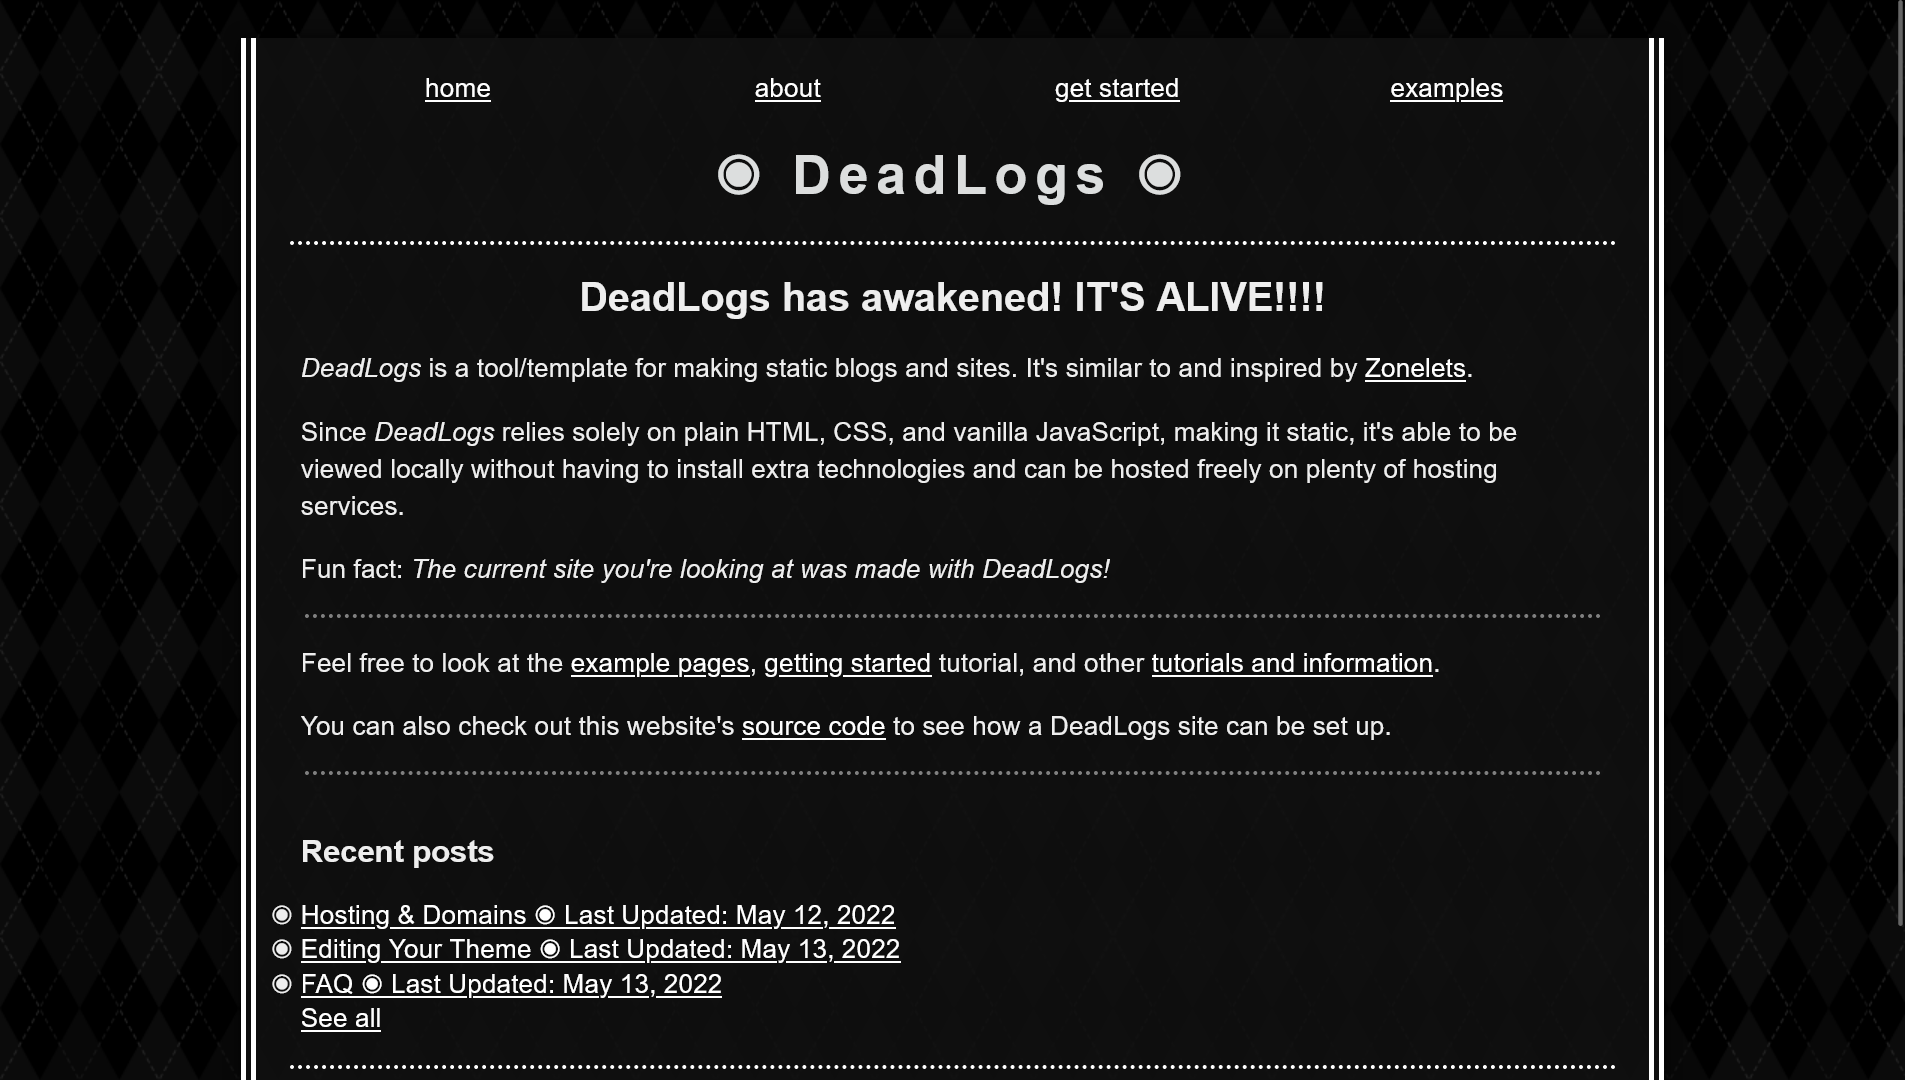 home about get started examples
◉ DeadLogs ◉
DeadLogs has awakened! IT'S ALIVE!!!!
DeadLogs is a tool/template for making static blogs and sites. It's similar to and inspired by Zonelets.
Since DeadLogs relies solely on plain HTML, CSS, and vanilla JavaScript, making it static, it's able to be
viewed locally without having to install extra technologies and can be hosted freely on plenty of hosting
services.
Fun fact: The current site you're looking at was made with DeadLogs!
Feel free to look at the example pages, getting started tutorial, and other tutorials and information.
You can also check out this website's source code to see how a DeadLogs site can be set up.
Recent posts
◉ Hosting & Domains ◉ Last Updated: May 12, 2022
◉ Editing Your Theme ◉ Last Updated: May 13, 2022
◉ FAQ ◉ Last Updated: May 13, 2022
See all